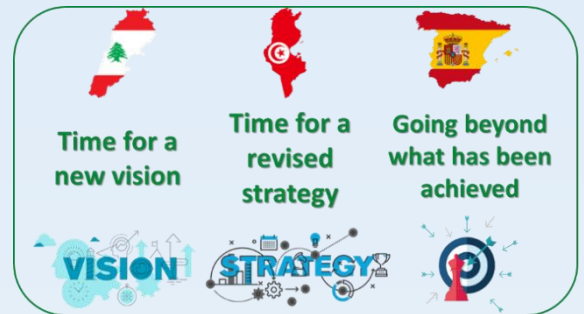 Time for a
new vision
Time for a
revised
strategy
Going beyond
what has been
achieved
VISION
STRATEGY